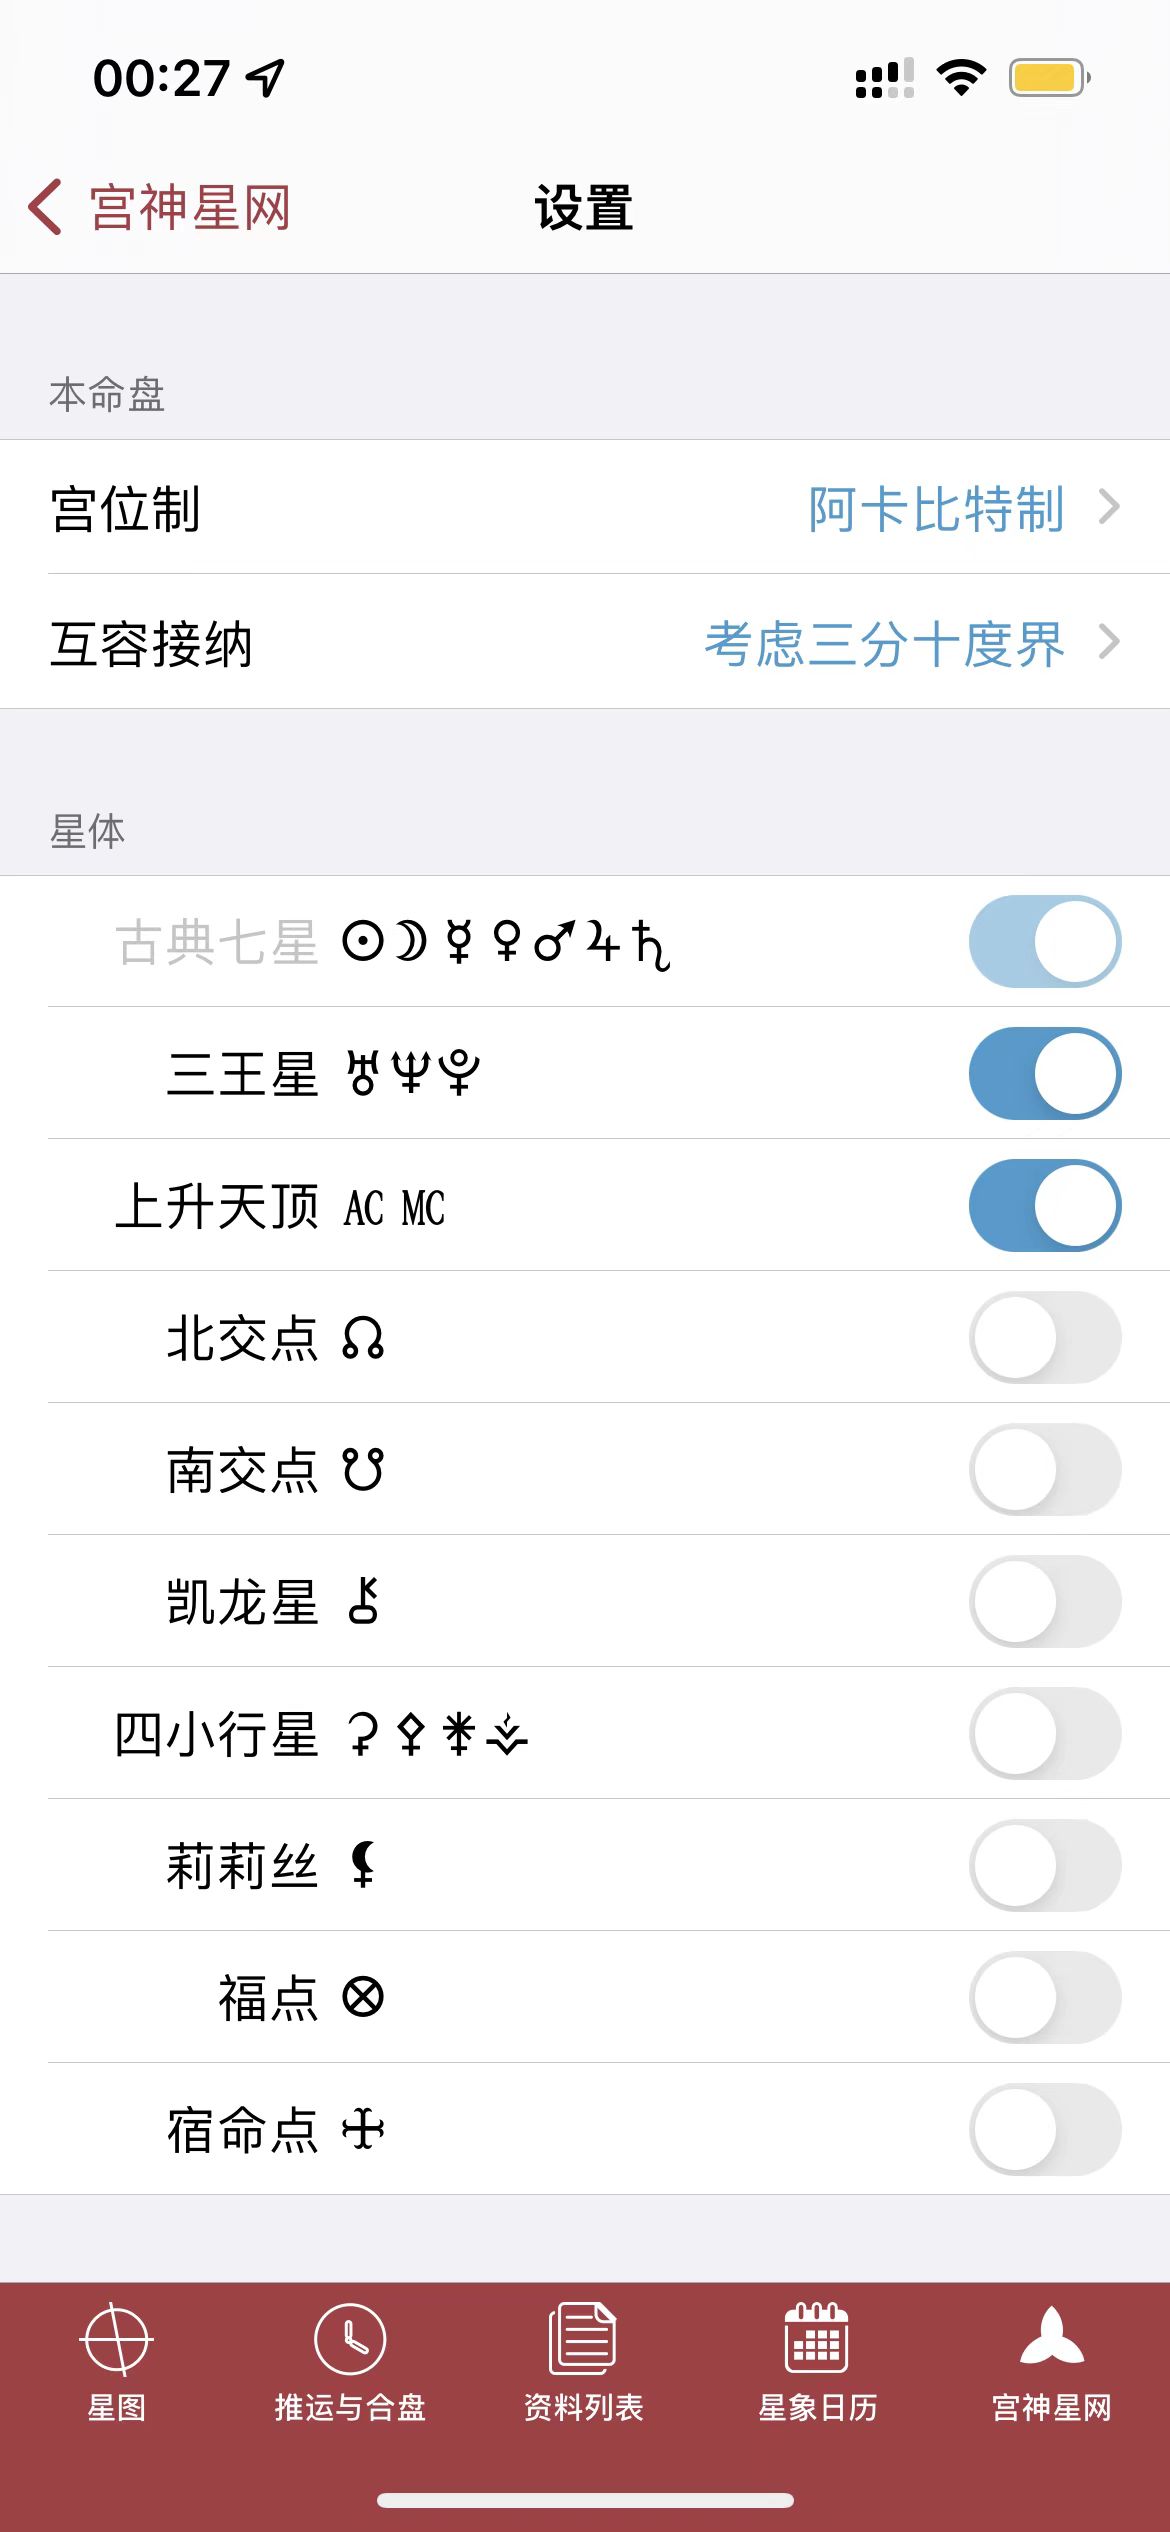 00:27
宫神星网
设置
本命盘
宫位制 阿卡比特制
互容接纳 考虑三分十度界
星体
古典七星 ☉☽☿♀♂♃♄
三王星 ♅♆♇
上升天顶 AC MC
北交点 ☊
南交点 ☋
凯龙星 ⚷
四小行星 ⚳⚴⚵⚶
莉莉丝 ⚸
福点 ⊗
宿命点
星图 推运与合盘 资料列表 星象日历 宫神星网